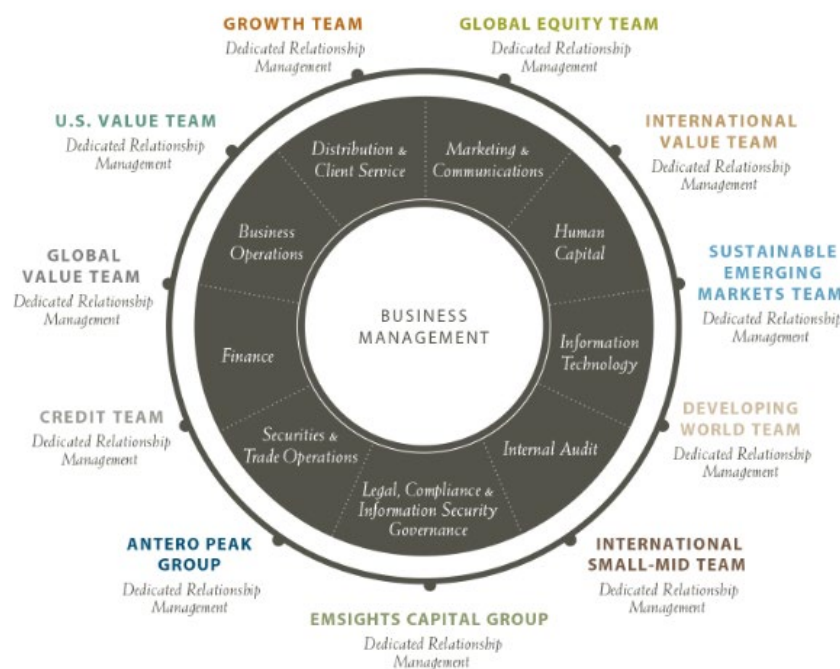 GROWTH TEAM
Dedicated Relationship
Management
GLOBAL EQUITY TEAM
Dedicated Relationship
Management
U.S. VALUE TEAM
Dedicated Relationship
Management
INTERNATIONAL
VALUE TEAM
Dedicated Relationship
Management
GLOBAL
VALUE TEAM
Dedicated Relationship
Management
SUSTAINABLE
EMERGING
MARKETS TEAM
Dedicated Relationship
Management
CREDIT TEAM
Dedicated Relationship
Management
DEVELOPING
WORLD TEAM
Dedicated Relationship
Management
ANTERO PEAK
GROUP
Dedicated Relationship
Management
INTERNATIONAL
SMALL-MID TEAM
Dedicated Relationship
Management
EMSIGHTS CAPITAL GROUP
Dedicated Relationship
Management
Distribution &
Client Service
Marketing &
Communications
Business
Operations
Human
Capital
Finance
Information
Technology
Securities &
Trade Operations
Internal Audit
Legal, Compliance &
Information Security
Governance
BUSINESS
MANAGEMENT